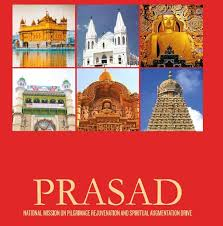 PRASAD
NATIONAL MISSION ON PILGRIMAGE REJUVENATION AND SPIRITUAL AUGMENTATION DRIVE